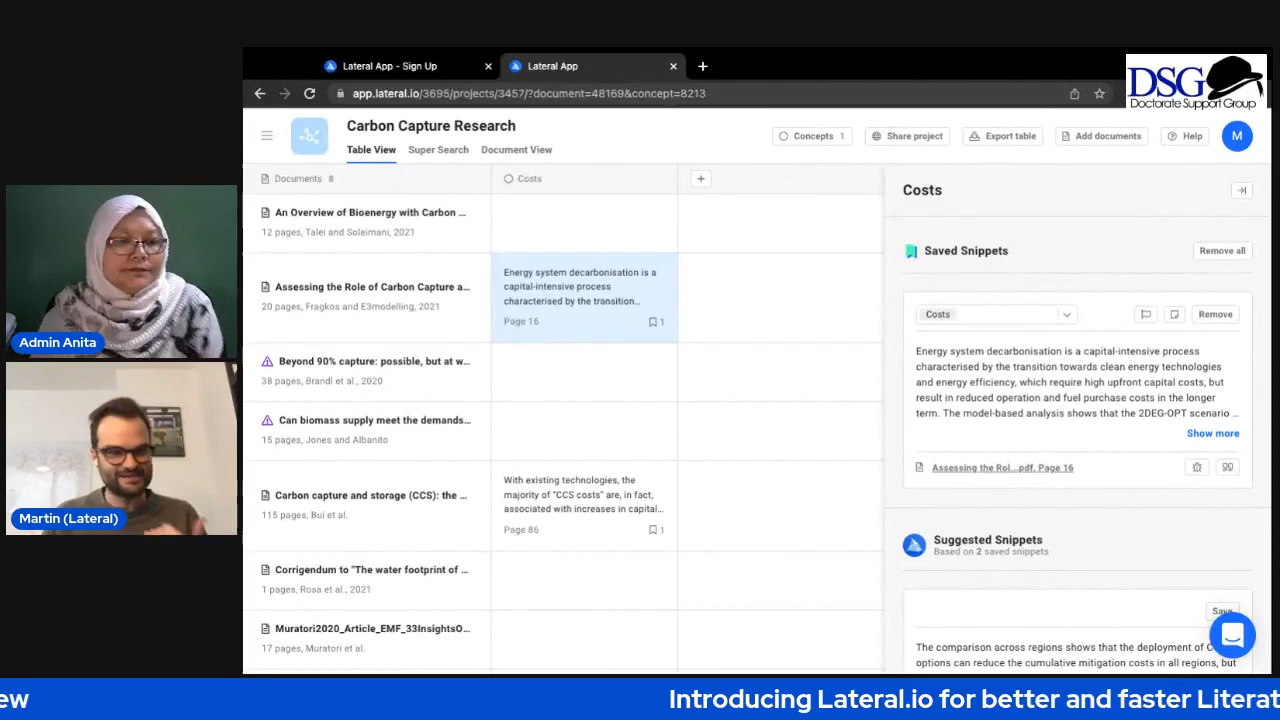 Lateral App - Sign Up
Lateral App
DSG
Doctorate Support Group
app.lateral.io/3695/projects/3457/?document=48169&concept=8213
Carbon Capture Research
Table View Super Search Document View
Concepts 1
Share project
Export table
Add documents
Help
M
Documents 8
Costs
An Overview of Bioenergy with Carbon ...
12 pages, Talei and Soleimani, 2021
Assessing the Role of Carbon Capture a...
20 pages, Fragkos and E3modelling, 2021
Energy system decarbonisation is a
capital-intensive process
characterised by the transition...
Page 16
1
Beyond 90% capture: possible, but at w...
38 pages, Brandl et al., 2020
Can biomass supply meet the demands...
15 pages, Jones and Albanito
Carbon capture and storage (CCS): the ...
115 pages, Bui et al.
With existing technologies, the
majority of "CCS costs" are, in fact,
associated with increases in capital...
Page 86
1
Corrigendum to "The water footprint of ...
1 pages, Rosa et al., 2021
Muratori2020_Article_EMF_33InsightsO...
17 pages, Muratori et al.
Costs
Saved Snippets
Remove all
Costs
Remove
Energy system decarbonisation is a capital-intensive process
characterised by the transition towards clean energy technologies
and energy efficiency, which require high upfront capital costs, but
result in reduced operation and fuel purchase costs in the longer
term. The model-based analysis shows that the 2DEG-OPT scenario ...
Show more
Assessing the Rol...pdf, Page 16
Suggested Snippets
Based on 2 saved snippets
Save
The comparison across regions shows that the deployment of
options can reduce the cumulative mitigation costs in all regions, but
Admin Anita
Martin (Lateral)
ew
Introducing Lateral.io for better and faster Literat